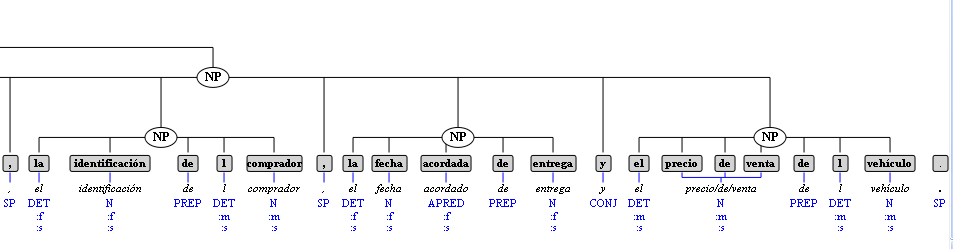 NP
NP NP NP
, la identificación de l comprador , la fecha acordada de entrega y el precio de venta de l vehículo .
, el identificación de l comprador , el fecha acordado de entrega y el precio/de/venta de l vehículo .
SP DET N PREP DET N SP DET N APRED PREP N CONJ DET N PREP DET N SP
:f :f :m :m :f :f :f :f :m :m :m :m
:s :s :s :s :s :s :s :s :s :s :s :s